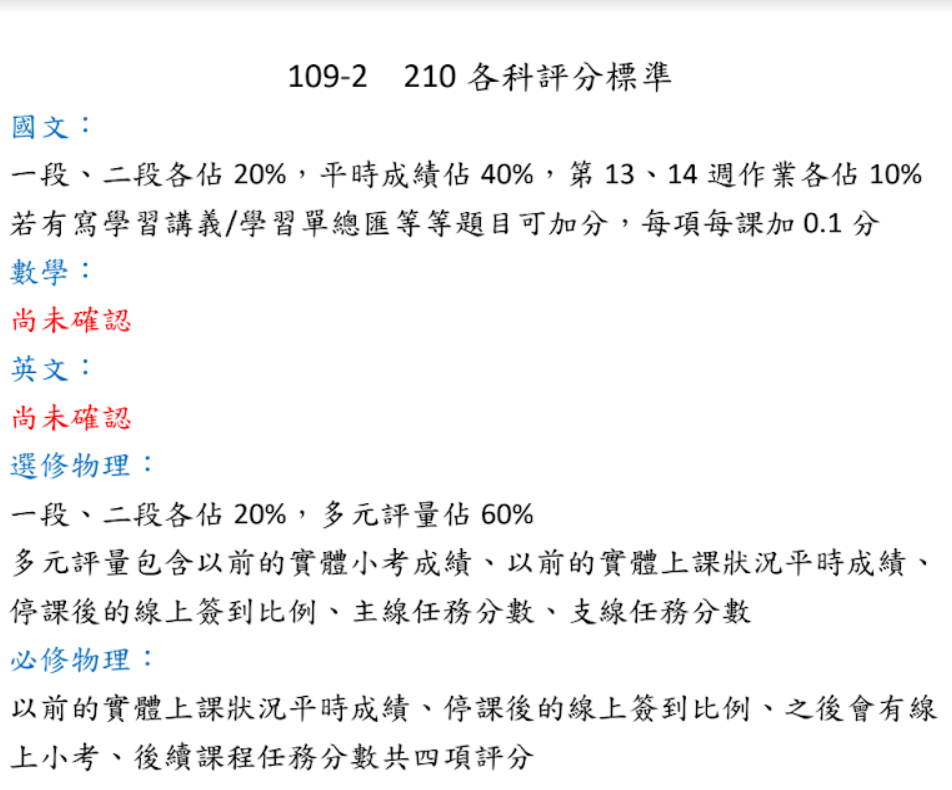 109-2 210 各科評分標準
國文：
一段、二段各佔 20%，平時成績佔 40%，第 13、14 週作業各佔 10%
若有寫學習講義/學習單總匯等等題目可加分，每項每課加 0.1 分
數學：
尚未確認
英文：
尚未確認
選修物理：
一段、二段各佔 20%，多元評量佔 60%
多元評量包含以前的實體小考成績、以前的實體上課狀況平時成績、
停課後的線上簽到比例、主線任務分數、支線任務分數
必修物理：
以前的實體上課狀況平時成績、停課後的線上簽到比例、之後會有線
上小考、後續課程任務分數共四項評分